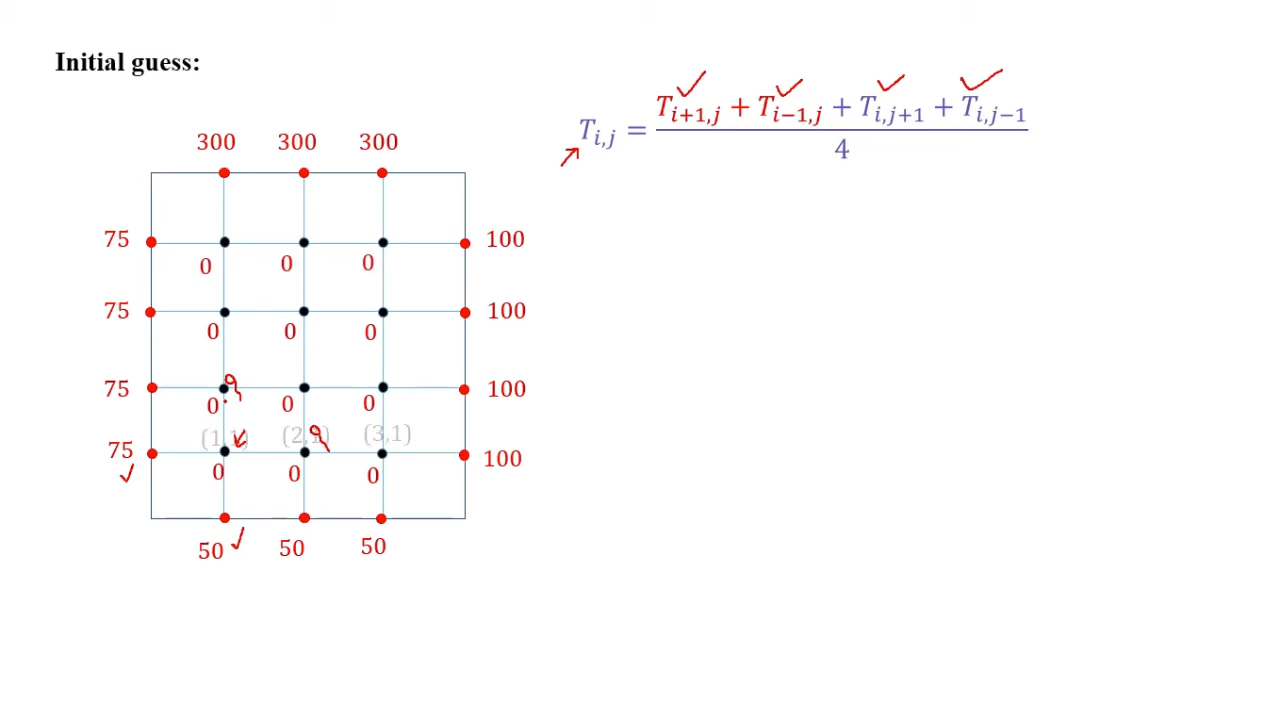 Initial guess:
T_{i,j} = \frac{T_{i+1,j} + T_{i-1,j} + T_{i,j+1} + T_{i,j-1}}{4}
300 300 300
75 100
0 0 0
75 100
0 0 0
75 100
0 0 0
(1,1) (2,1) (3,1)
75 100
0 0 0
50 50 50